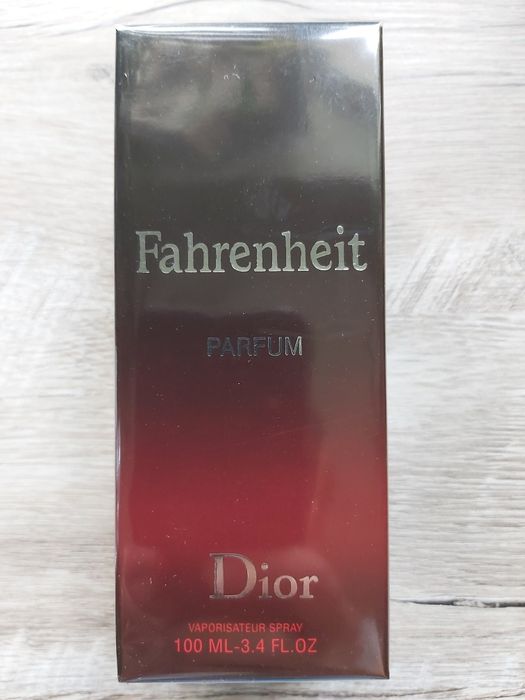 Fahrenheit
PARFUM
Dior
VAPORISATEUR SPRAY
100 ML-3.4 FL.OZ